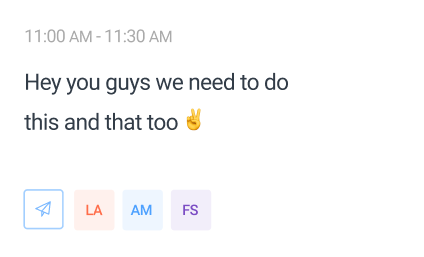 11:00 AM - 11:30 AM
Hey you guys we need to do
this and that too ✌️
LA AM FS